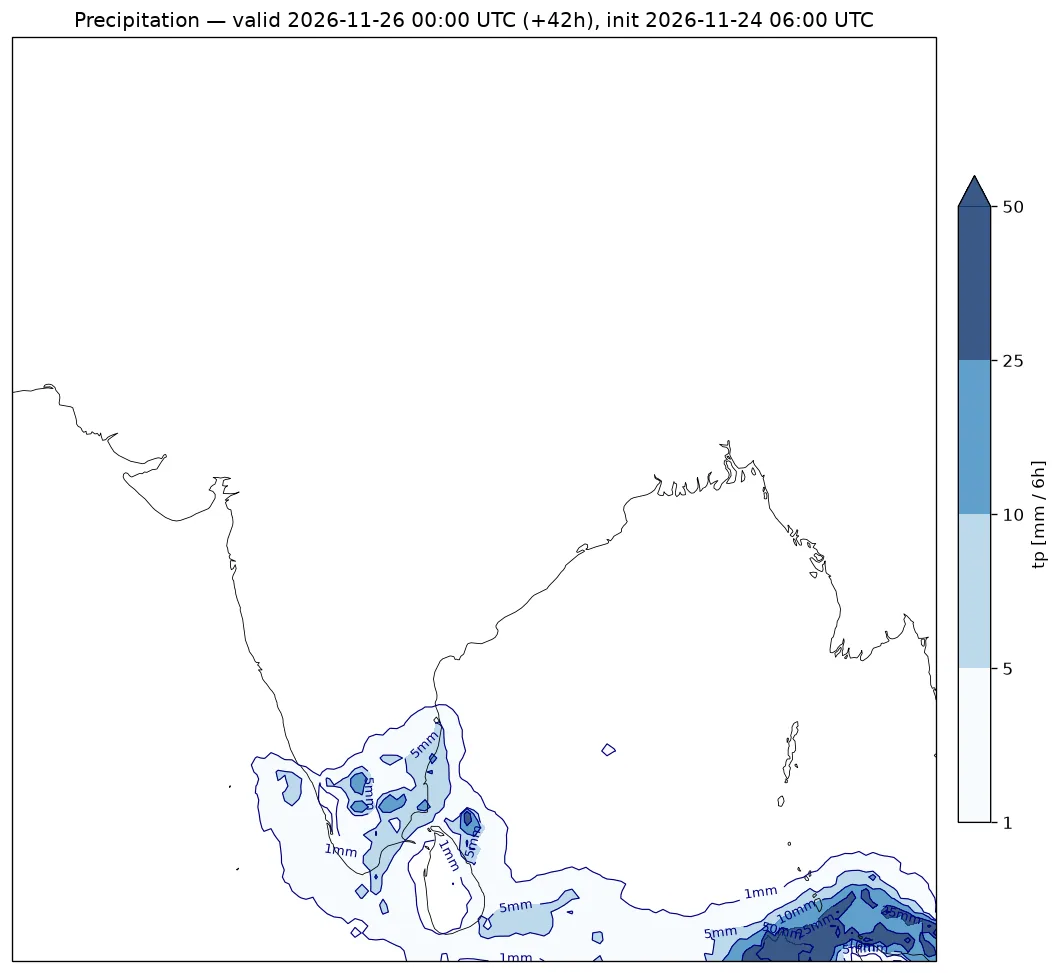 Precipitation — valid 2026-11-26 00:00 UTC (+42h), init 2026-11-24 06:00 UTC
50
25
10
5
1
tp [mm / 6h]
5mm
5mm
5mm
1mm
1mm
5mm
1mm
5mm
10mm
5mm
1mm